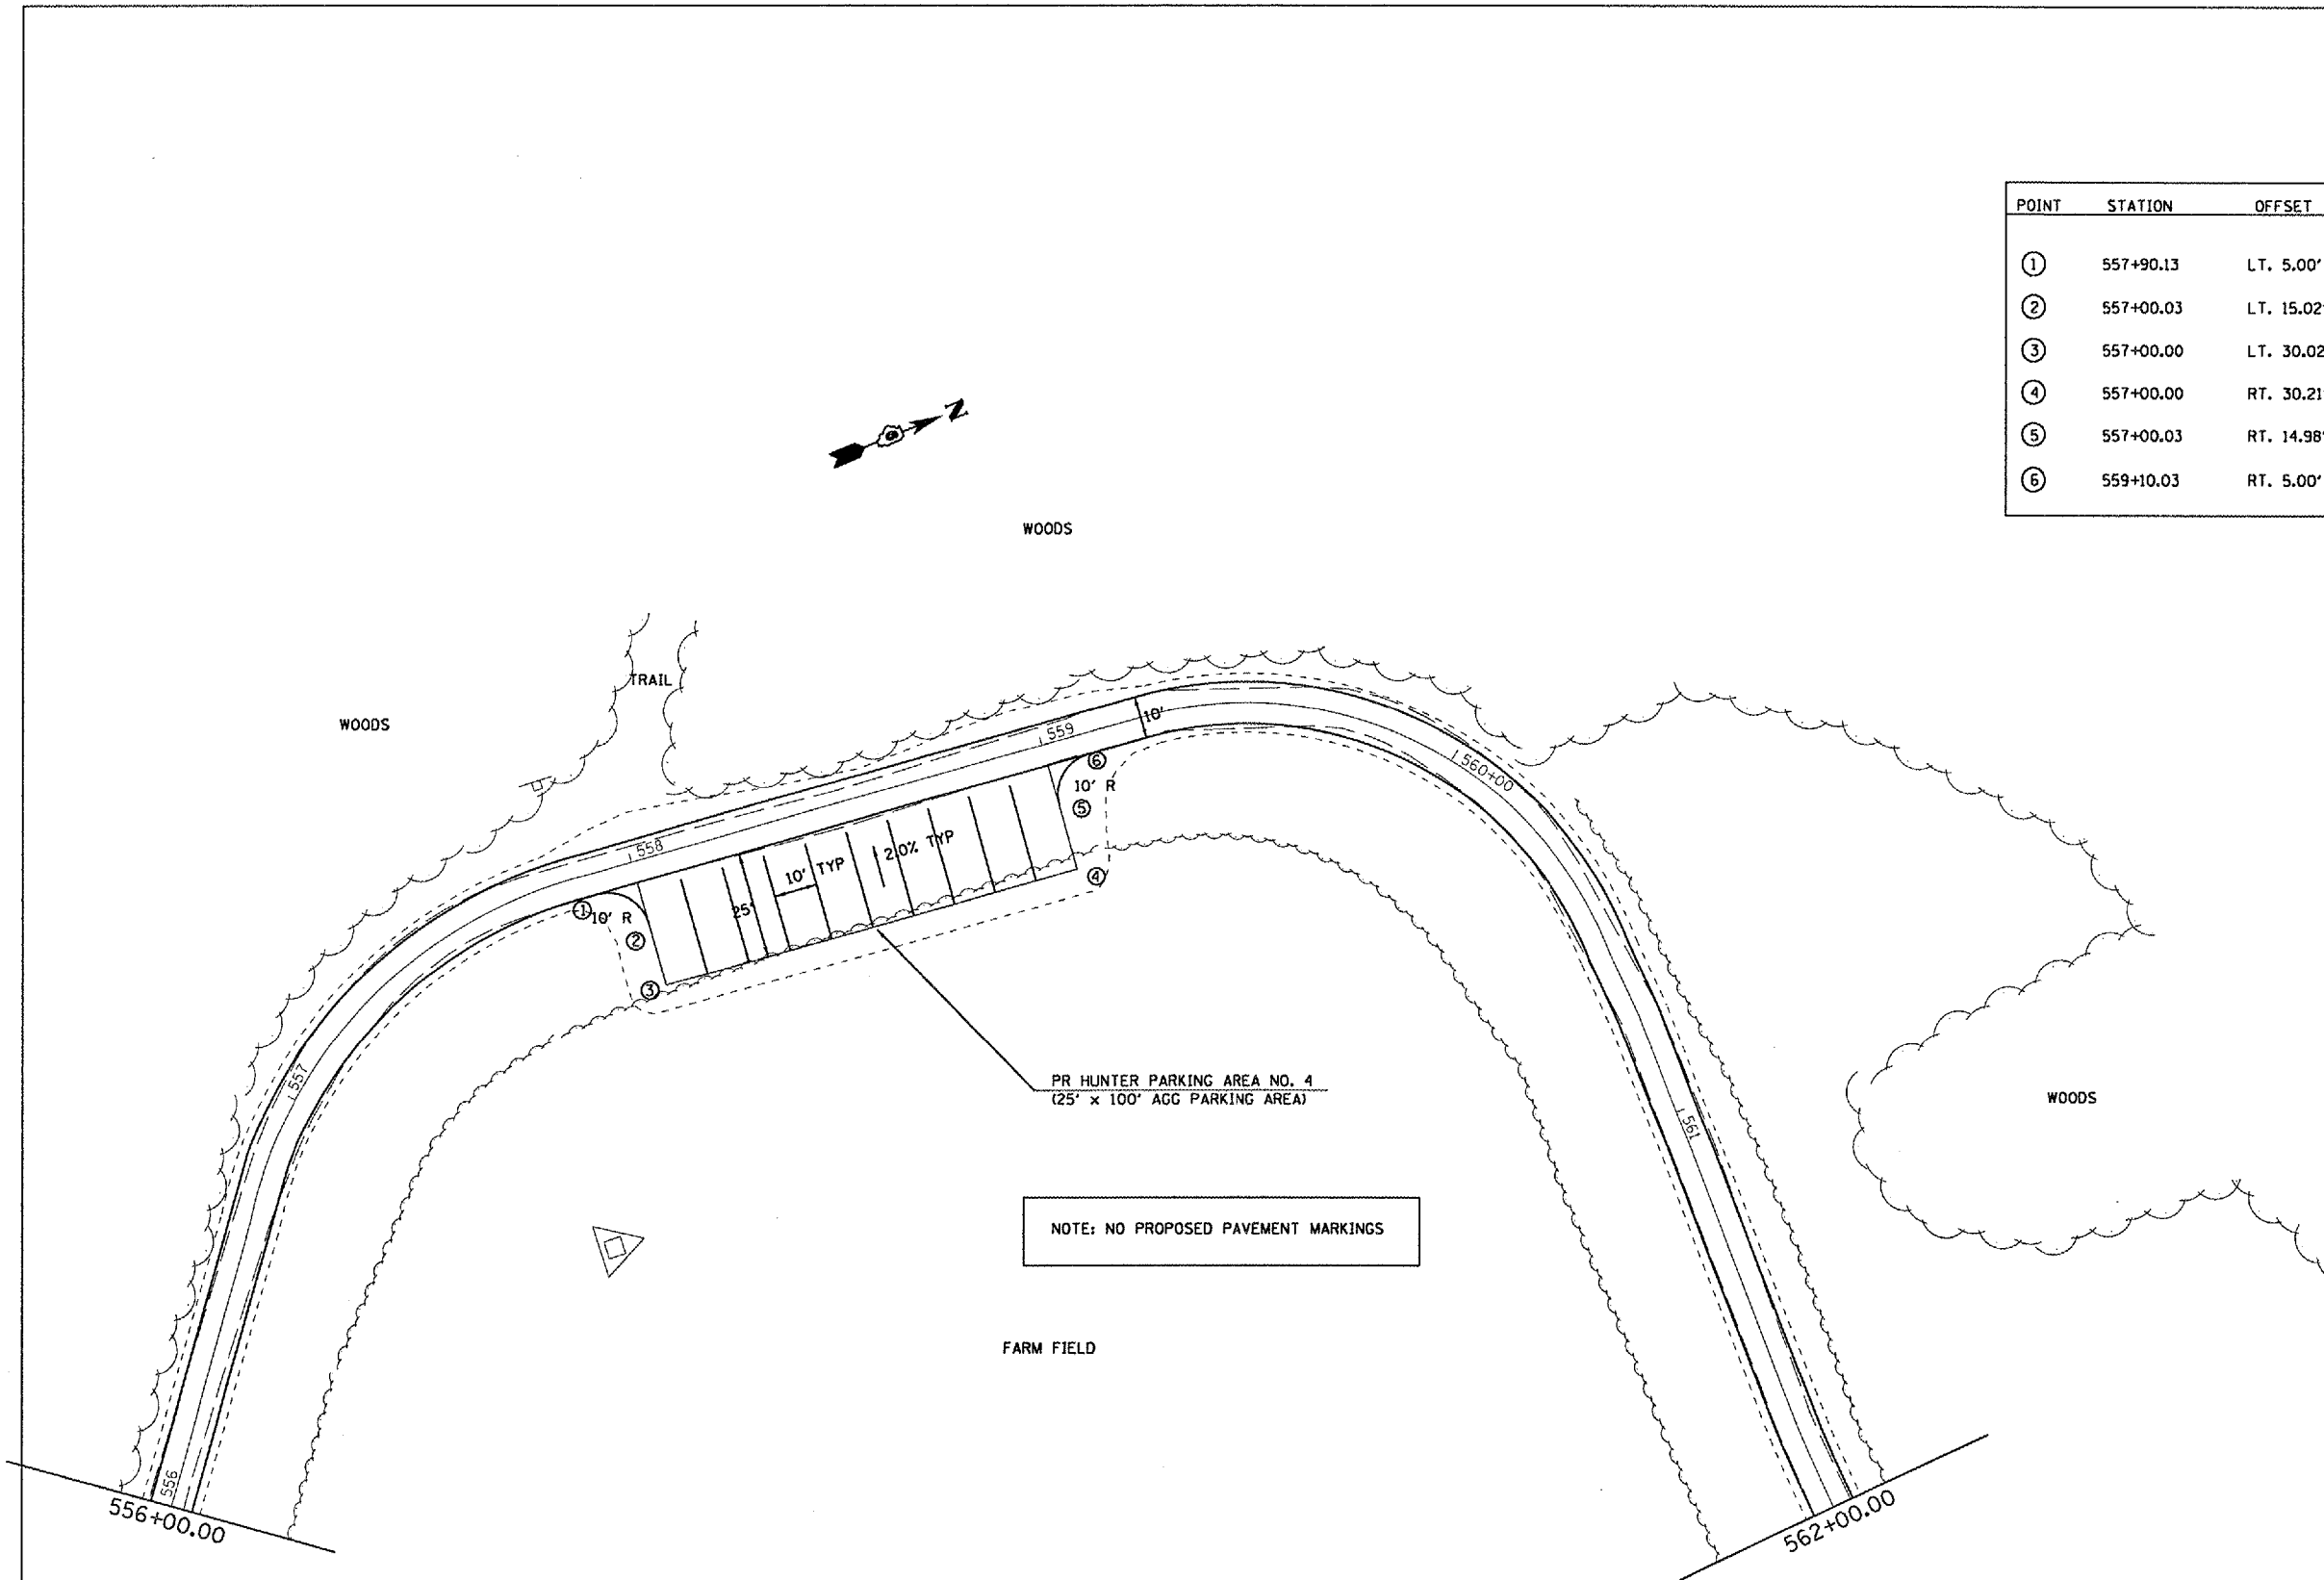 POINT STATION OFFSET
1 557+90.13 LT. 5.00'
2 557+00.03 LT. 15.02'
3 557+00.00 LT. 30.02
4 557+00.00 RT. 30.21
5 557+00.03 RT. 14.98'
6 559+10.03 RT. 5.00'
N
WOODS
TRAIL
WOODS
10'
559
6
10' R
5
560+00
558
2.0% TYP
10' TYP
4
1
10' R
25'
2
3
557
PR HUNTER PARKING AREA NO. 4
(25' x 100' AGG PARKING AREA)
WOODS
561
NOTE: NO PROPOSED PAVEMENT MARKINGS
FARM FIELD
556
556+00.00
562+00.00